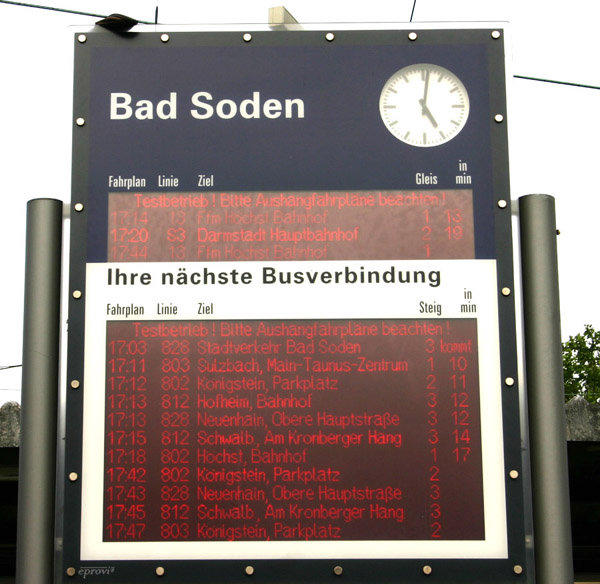 Bad Soden
Fahrplan Linie Ziel Gleis in min
Testbetrieb ! Bitte Aushangfahrpläne beachten !
17:14 13 Ffm Höchst Bahnhof 1 13
17:20 S3 Darmstadt Hauptbahnhof 2 19
17:44 13 Ffm Höchst Bahnhof 1
Ihre nächste Busverbindung
Fahrplan Linie Ziel Steig in min
Testbetrieb ! Bitte Aushangfahrpläne beachten !
17:03 828 Stadtverkehr Bad Soden 3 kommt
17:11 803 Sulzbach, Main-Taunus-Zentrum 1 10
17:12 802 Königstein, Parkplatz 2 11
17:13 812 Hofheim, Bahnhof 3 12
17:13 828 Neuenhain, Obere Hauptstraße 3 12
17:15 812 Schwalb, Am Kronberger Hang 3 14
17:18 802 Höchst, Bahnhof 1 17
17:42 802 Königstein, Parkplatz 2
17:43 828 Neuenhain, Obere Hauptstraße 3
17:45 812 Schwalb, Am Kronberger Hang 3
17:47 803 Königstein, Parkplatz 2
eprovi